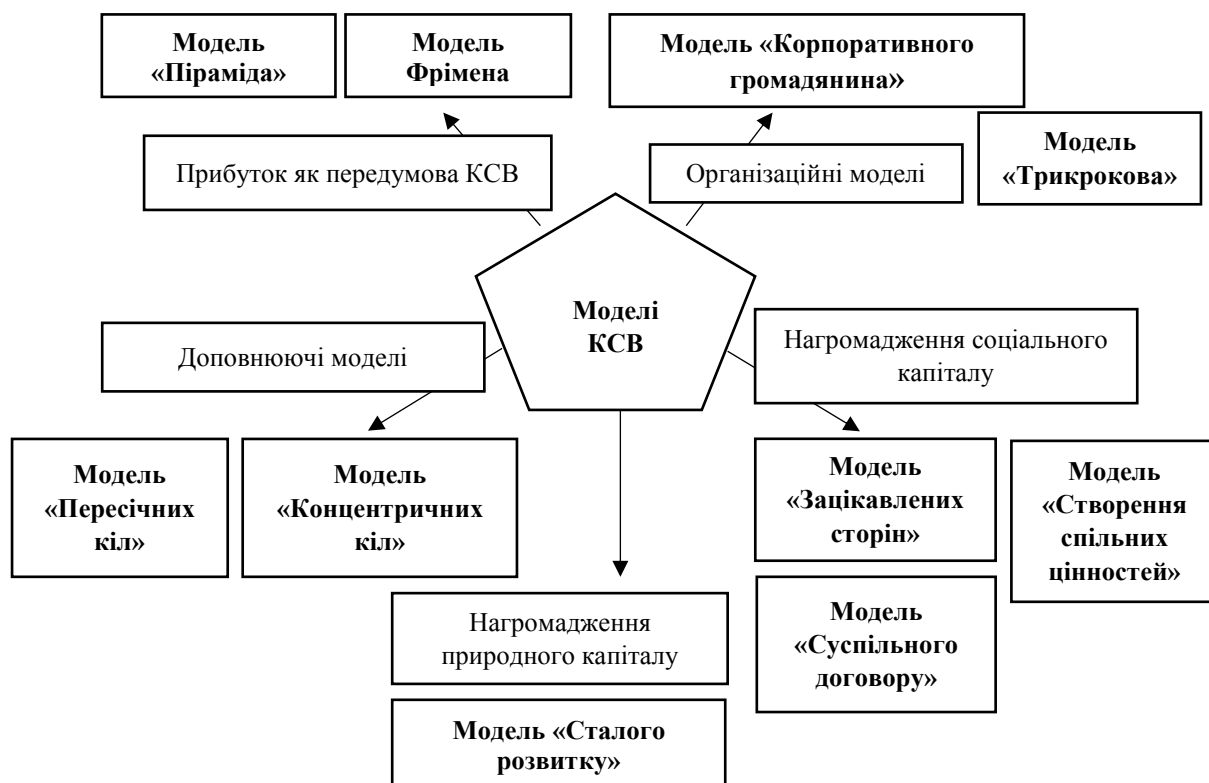 Модель
«Піраміда»
Модель
Фрімена
Модель «Корпоративного
громадянина»
Модель
«Трикрокова»
Прибуток як передумова КСВ
Організаційні моделі
Моделі
КСВ
Доповнюючі моделі
Нагромадження соціального
капіталу
Модель
«Пересічних
кіл»
Модель
«Концентричних
кіл»
Модель
«Зацікавлених
сторін»
Модель
«Створення
спільних
цінностей»
Нагромадження
природного капіталу
Модель
«Суспільного
договору»
Модель «Сталого
розвитку»